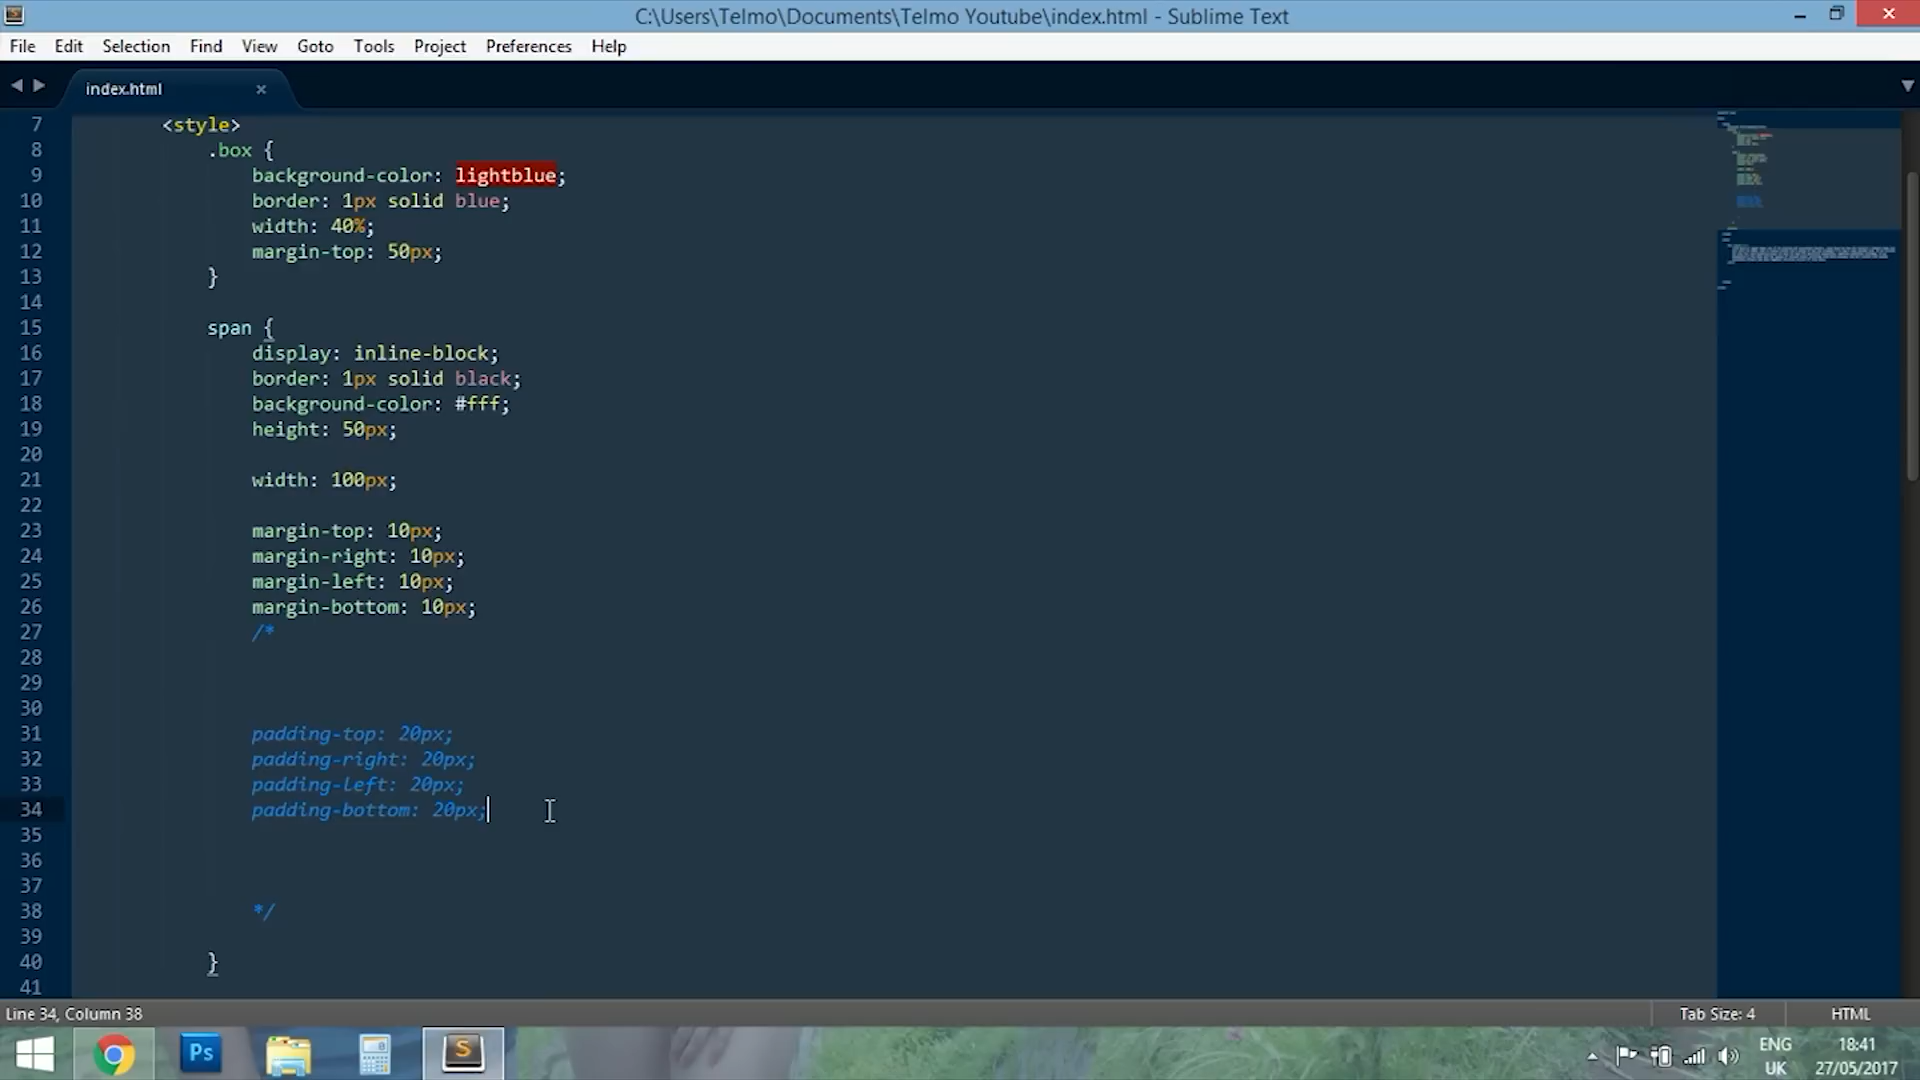 C:\Users\Telmo\Documents\Telmo Youtube\index.html - Sublime Text
File Edit Selection Find View Goto Tools Project Preferences Help
index.html
7 <style>
8 .box {
9 background-color: lightblue;
10 border: 1px solid blue;
11 width: 40%;
12 margin-top: 50px;
13 }
14
15 span {
16 display: inline-block;
17 border: 1px solid black;
18 background-color: #fff;
19 height: 50px;
20
21 width: 100px;
22
23 margin-top: 10px;
24 margin-right: 10px;
25 margin-left: 10px;
26 margin-bottom: 10px;
27 /*
28
29
30
31 padding-top: 20px;
32 padding-right: 20px;
33 padding-left: 20px;
34 padding-bottom: 20px;
35
36
37
38 */
39
40 }
41
Line 34, Column 38 Tab Size: 4 HTML
Ps
S
ENG 18:41
UK 27/05/2017